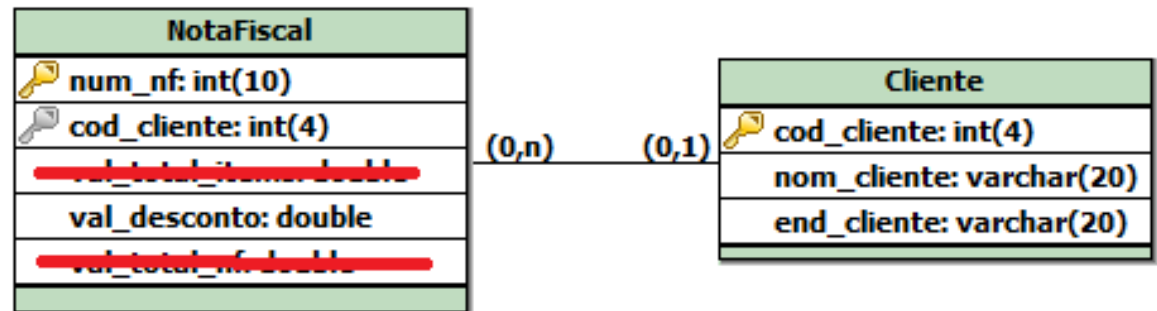 NotaFiscal
num_nf: int(10)
cod_cliente: int(4)
val_desconto: double
(0,n)
(0,1)
Cliente
cod_cliente: int(4)
nom_cliente: varchar(20)
end_cliente: varchar(20)